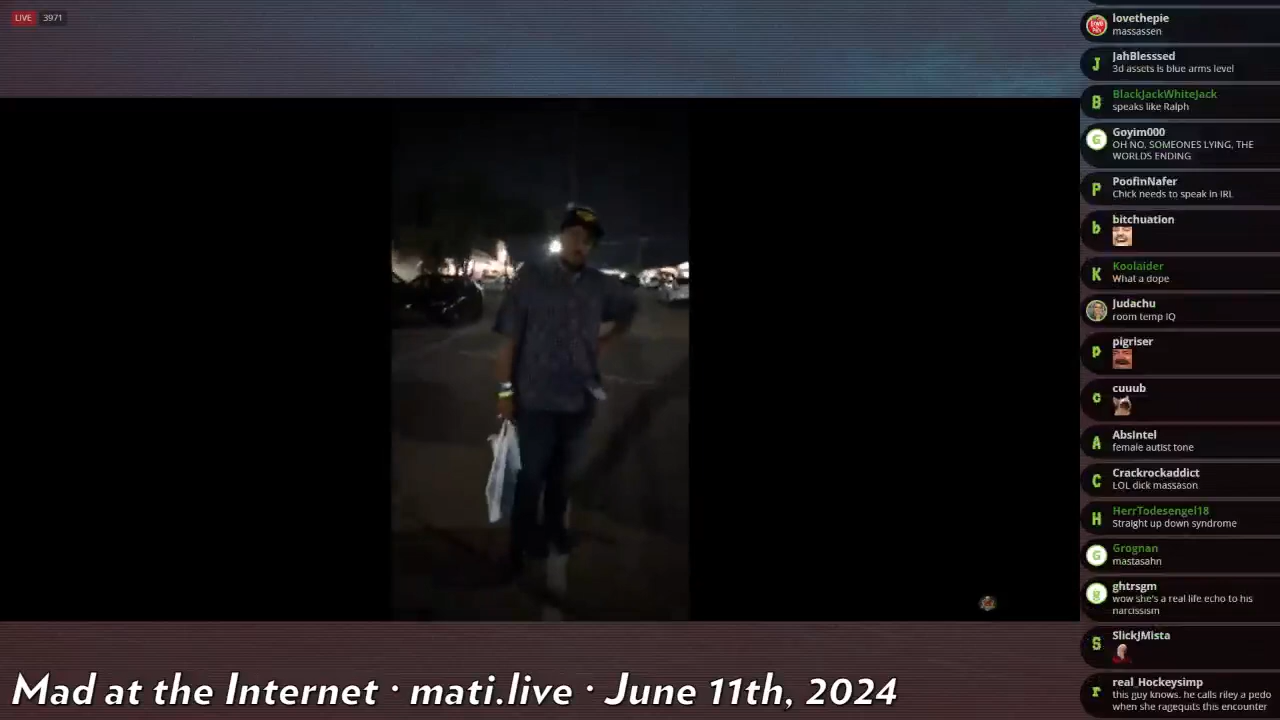 LIVE 3971
lovethepie
massassen
JahBlesssed
3d assets is blue arms level
BlackJackWhiteJack
speaks like Ralph
Goyim000
OH NO, SOMEONES LYING, THE
WORLDS ENDING
PoofinNafer
Chick needs to speak in IRL
bitchuation
Koolaider
What a dope
Judachu
room temp IQ
pigriser
cuuub
AbsIntel
female autist tone
Crackrockaddict
LOL dick massason
HerrTodesengel18
Straight up down syndrome
Grognan
mastasahn
ghtrsgm
wow she's a real life echo to his
narcissism
SlickJMista
real_Hockeysimp
this guy knows. he calls riley a pedo
when she ragequits this encounter
Mad at the Internet · mati.live · June 11th, 2024